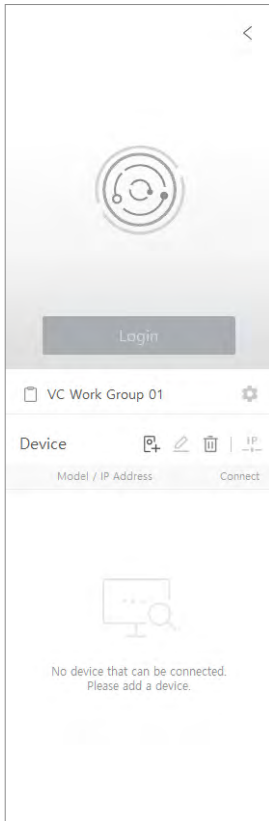 Login
VC Work Group 01
Device
IP
Model / IP Address Connect
No device that can be connected.
Please add a device.